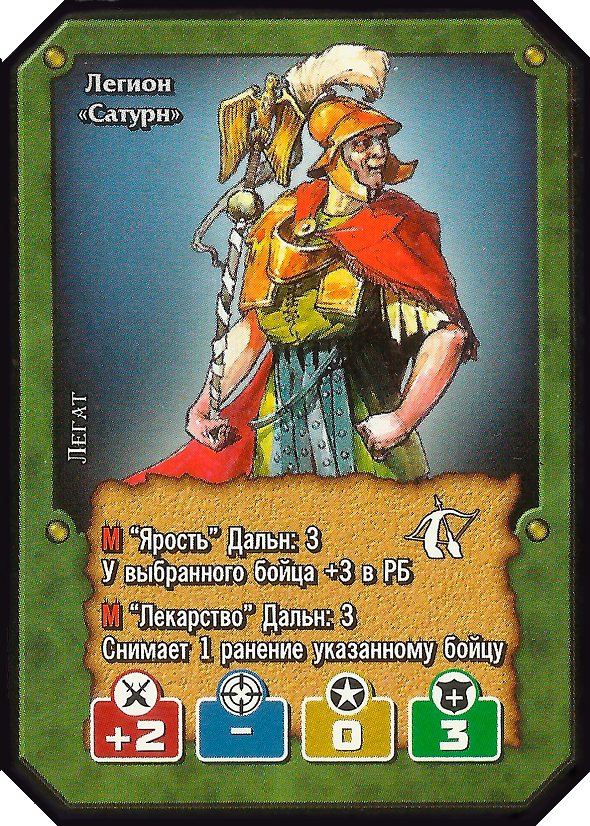 Легион
«Сатурн»
Легат
М “Ярость” Дальн: 3
У выбранного бойца +3 в РБ
М “Лекарство” Дальн: 3
Снимает 1 ранение указанному бойцу
+2 - 0 3